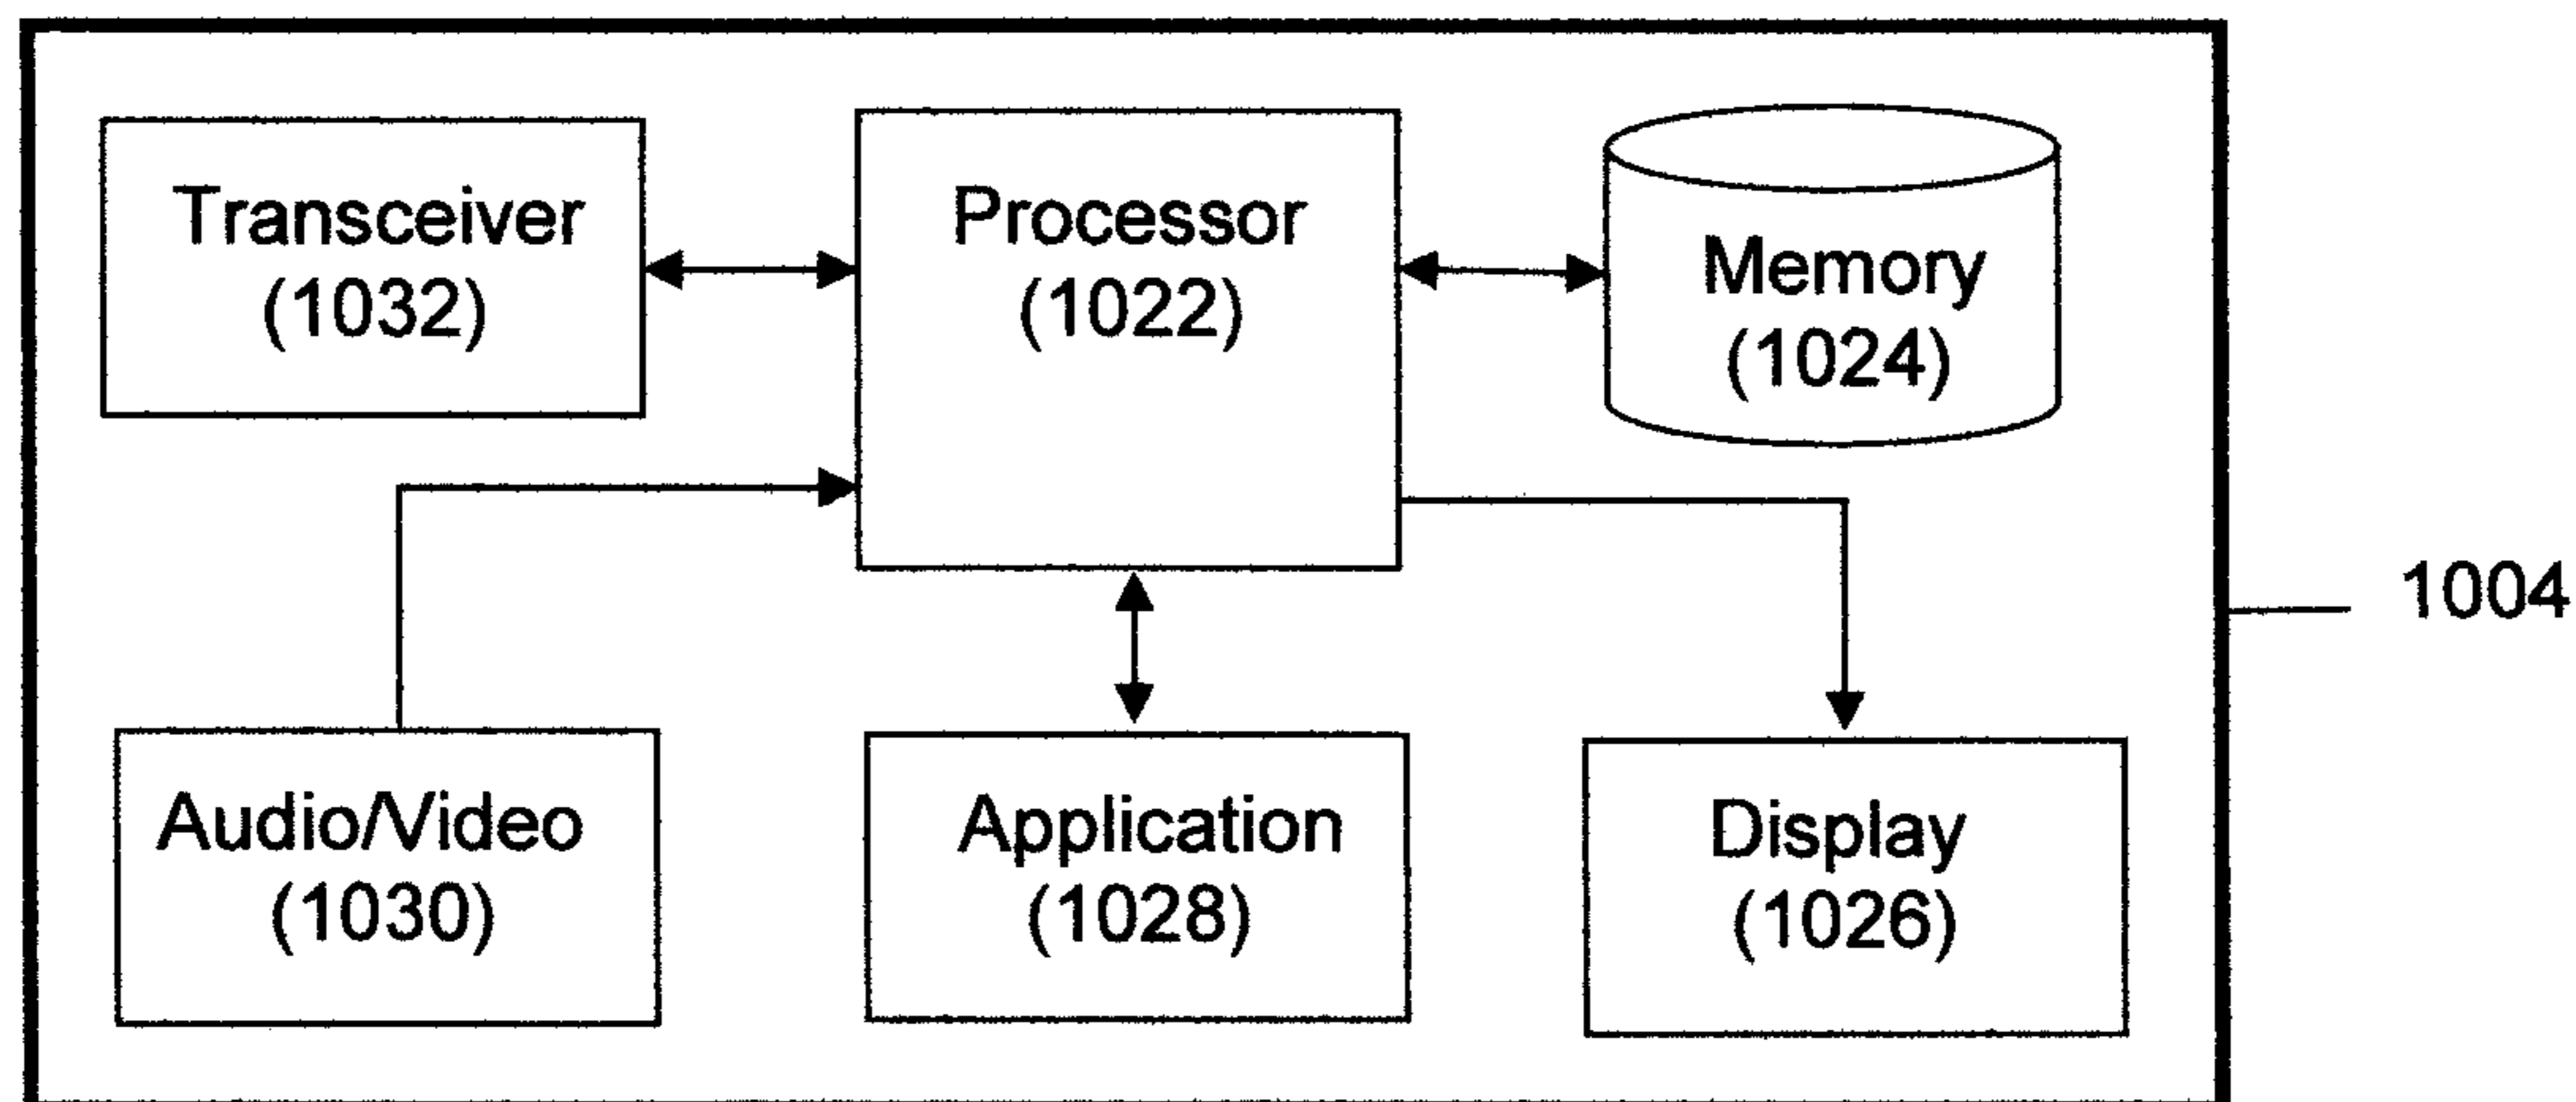 Transceiver
(1032)
Processor
(1022)
Memory
(1024)
1004
Audio/Video
(1030)
Application
(1028)
Display
(1026)